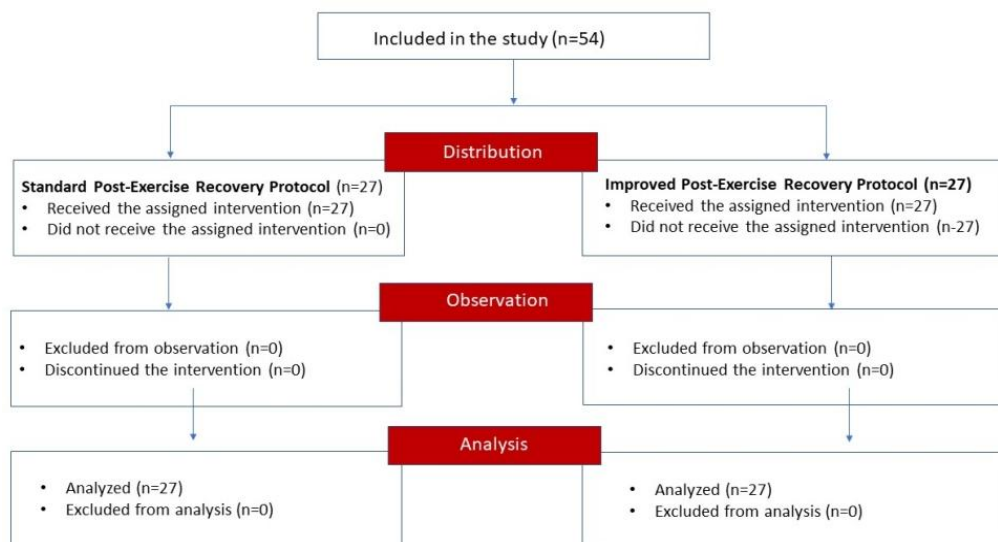 Included in the study (n=54)
Distribution
Standard Post-Exercise Recovery Protocol (n=27)
• Received the assigned intervention (n=27)
• Did not receive the assigned intervention (n=0)
Improved Post-Exercise Recovery Protocol (n=27)
• Received the assigned intervention (n=27)
• Did not receive the assigned intervention (n-27)
Observation
• Excluded from observation (n=0)
• Discontinued the intervention (n=0)
• Excluded from observation (n=0)
• Discontinued the intervention (n=0)
Analysis
• Analyzed (n=27)
• Excluded from analysis (n=0)
• Analyzed (n=27)
• Excluded from analysis (n=0)